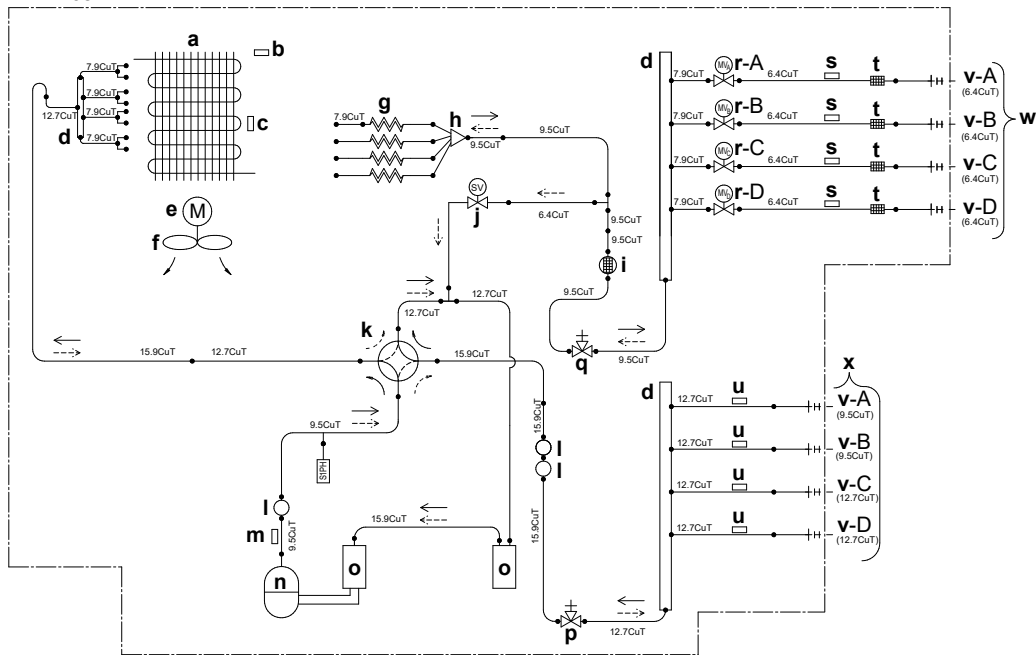 a
b
7.9CuT
7.9CuT
7.9CuT
7.9CuT
12.7CuT
d
c
e
M
f
g
7.9CuT
h
9.5CuT
9.5CuT
SV
j
6.4CuT
9.5CuT
9.5CuT
i
9.5CuT
q
9.5CuT
d
7.9CuT
r-A
6.4CuT
s
t
v-A
(6.4CuT)
7.9CuT
r-B
6.4CuT
s
t
v-B
(6.4CuT)
7.9CuT
r-C
6.4CuT
s
t
v-C
(6.4CuT)
7.9CuT
r-D
6.4CuT
s
t
v-D
(6.4CuT)
w
12.7CuT
12.7CuT
k
15.9CuT
12.7CuT
15.9CuT
9.5CuT
S1PH
l
m
9.5CuT
n
15.9CuT
o
o
15.9CuT
l
l
15.9CuT
p
12.7CuT
d
12.7CuT
u
x
v-A
(9.5CuT)
12.7CuT
u
v-B
(9.5CuT)
12.7CuT
u
v-C
(12.7CuT)
12.7CuT
u
v-D
(12.7CuT)